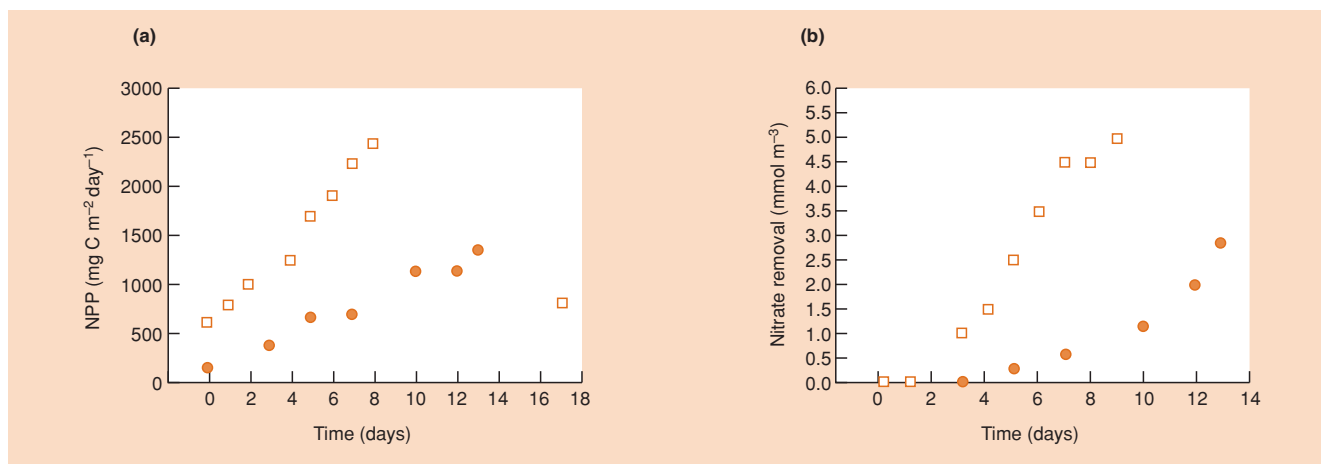 (a)
NPP (mg C m⁻² day⁻¹)
3000
2500
2000
1500
1000
500
0
0 2 4 6 8 10 12 14 16 18
Time (days)
(b)
Nitrate removal (mmol m⁻³)
6.0
5.5
5.0
4.5
3.5
3.0
2.5
2.0
1.5
1.0
0.5
0.0
0 2 4 6 8 10 12 14
Time (days)